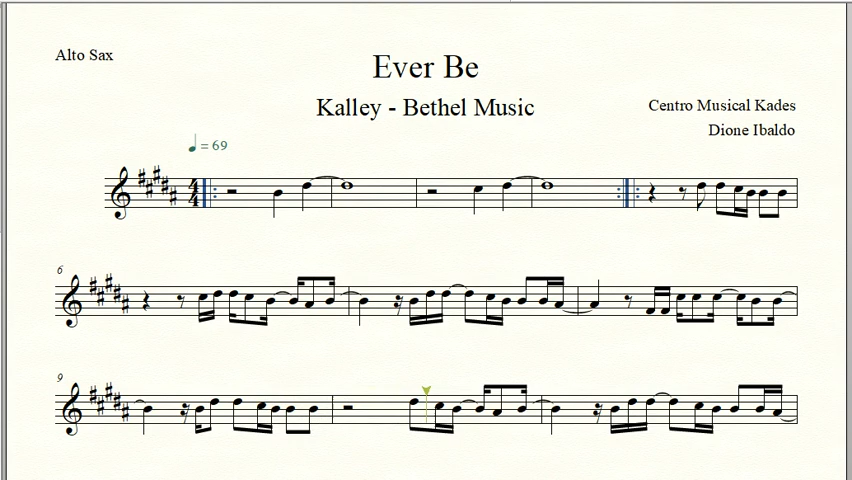 Alto Sax
Ever Be
Kalley - Bethel Music
Centro Musical Kades
Dione Ibaldo
= 69
4
4
6
9